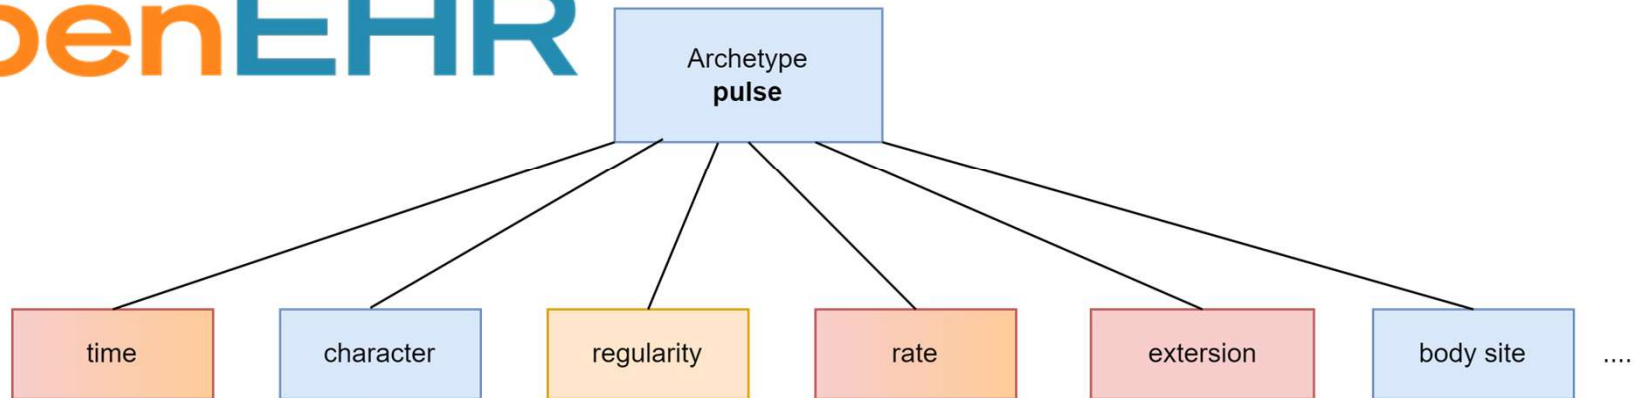 penEHR
Archetype
pulse
time
character
regularity
rate
extersion
body site
....